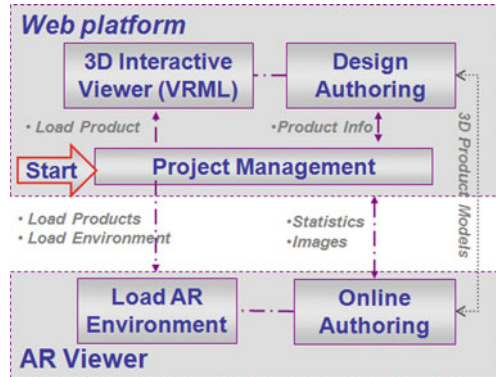 Web platform
3D Interactive
Viewer (VRML)
Design
Authoring
• Load Product
•Product Info
Start
Project Management
3D Product Models
• Load Products
• Load Environment
•Statistics
•Images
Load AR
Environment
Online
Authoring
AR Viewer